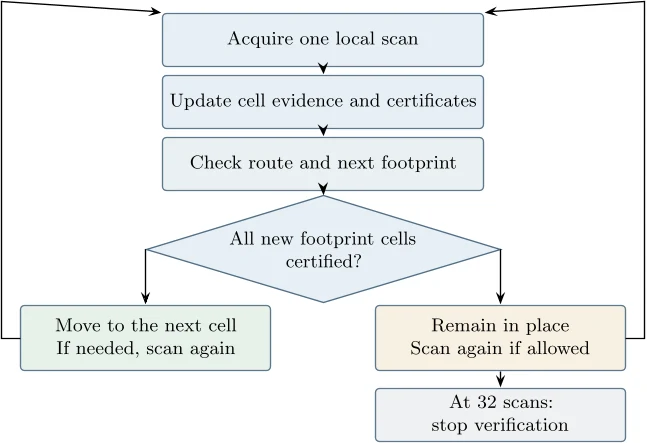 Acquire one local scan
Update cell evidence and certificates
Check route and next footprint
All new footprint cells
certified?
Move to the next cell
If needed, scan again
Remain in place
Scan again if allowed
At 32 scans:
stop verification